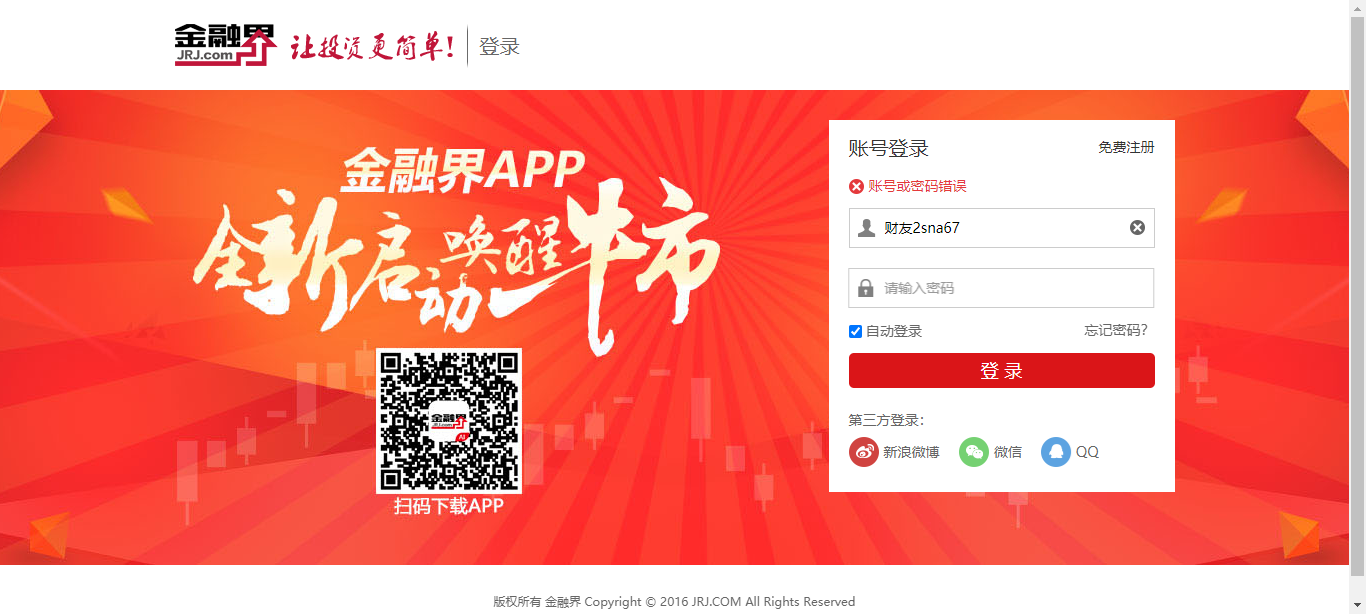 金融界
JRJ.com
让投资更简单!
登录
金融界APP
全新启动唤醒牛市
金融界
JRJ.com
扫码下载APP
账号登录
免费注册
账号或密码错误
财友2sna67
请输入密码
自动登录
忘记密码?
登 录
第三方登录:
新浪微博
微信
QQ
版权所有 金融界 Copyright © 2016 JRJ.COM All Rights Reserved